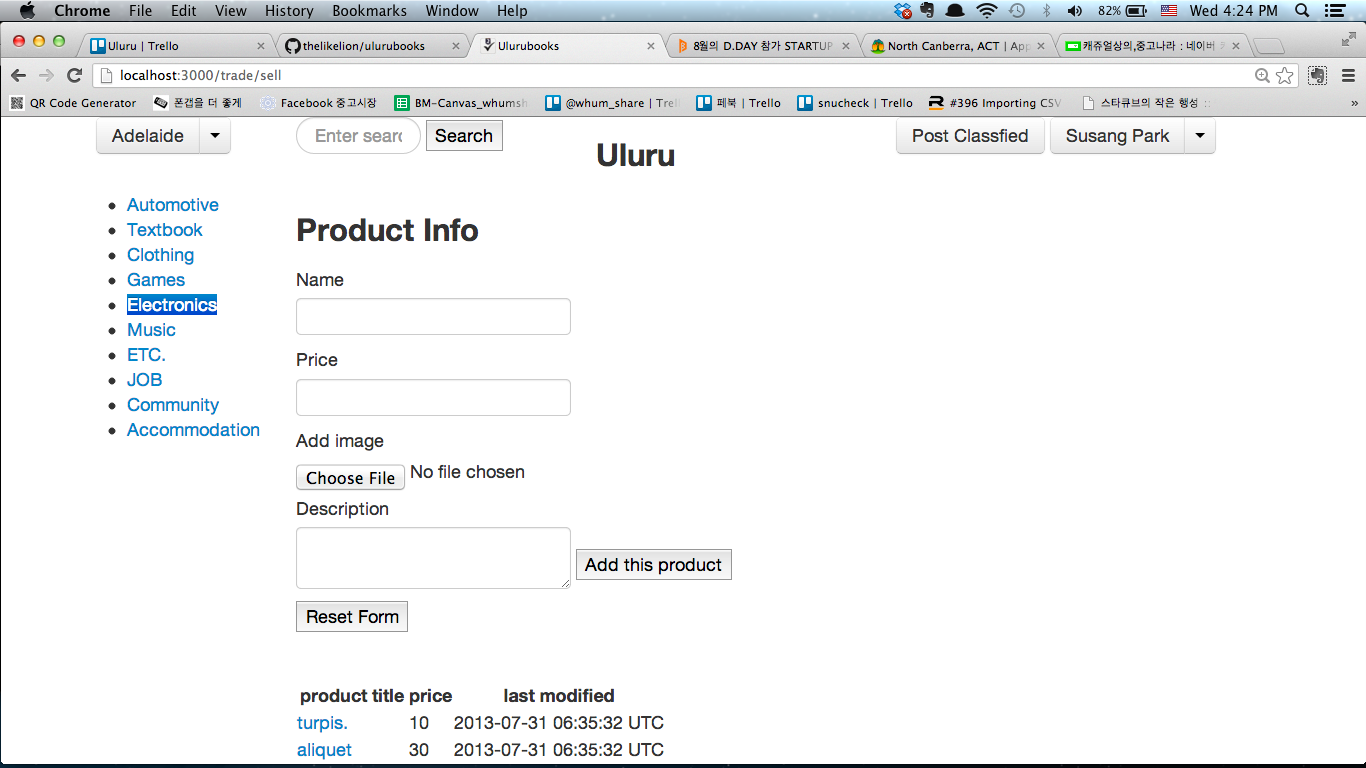 Chrome File Edit View History Bookmarks Window Help 82% Wed 4:24 PM
Uluru | Trello thelikelion/ulurubooks Ulurubooks 8월의 D.DAY 참가 STARTUP North Canberra, ACT | App 캐쥬얼상의,중고나라 : 네이버
localhost:3000/trade/sell
QR Code Generator 폰갭을 더 좋게 Facebook 중고시장 BM-Canvas_whumsh @whum_share | Trel 페북 | Trello snucheck | Trello #396 Importing CSV 스타큐브의 작은 행성 :: »
Adelaide Enter searc Search Uluru Post Classfied Susang Park
Automotive
Textbook
Clothing
Games
Electronics
Music
ETC.
JOB
Community
Accommodation
Product Info
Name
Price
Add image
Choose File No file chosen
Description
Add this product
Reset Form
product title price last modified
turpis. 10 2013-07-31 06:35:32 UTC
aliquet 30 2013-07-31 06:35:32 UTC